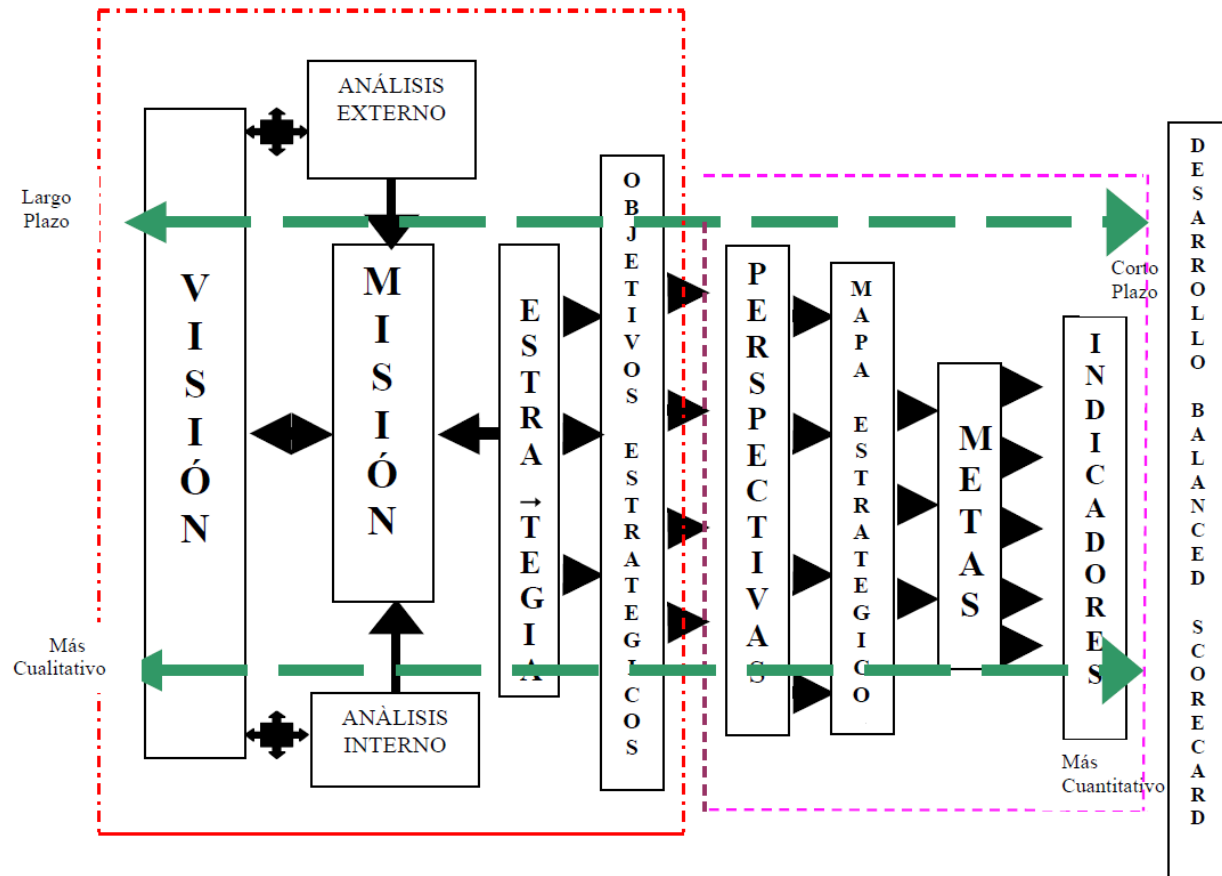 ANÁLISIS
EXTERNO
Largo
Plazo
VISIÓN
MISIÓN
ESTRA →TEGIA
OBJETIVOS ESTRATEGICOS
PERSPECTIVAS
MAPA ESTRATEGICO
METAS
INDICADORES
Corto
Plazo
DESARROLLO BALANCED SCORECARD
Más
Cualitativo
ANÀLISIS
INTERNO
Más
Cuantitativo